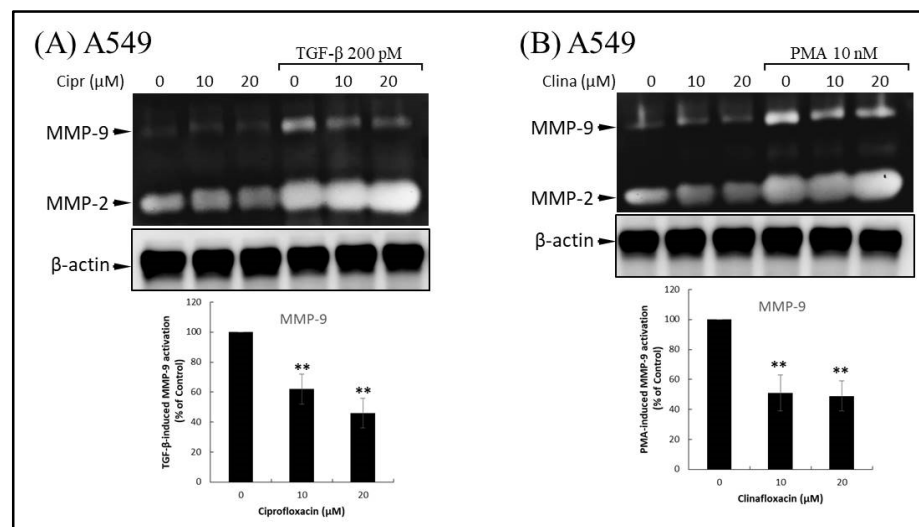 (A) A549
TGF-β 200 pM
Cipr (μM) 0 10 20 0 10 20
MMP-9
MMP-2
β-actin
120
100
80
60
40
20
0
TGF-β-induced MMP-9 activation
(% of Control)
MMP-9
**
**
0 10 20
Ciprofloxacin (μM)
(B) A549
PMA 10 nM
Clina (μM) 0 10 20 0 10 20
MMP-9
MMP-2
β-actin
120
100
80
60
40
20
0
PMA-induced MMP-9 activation
(% of Control)
MMP-9
**
**
0 10 20
Clinafloxacin (μM)